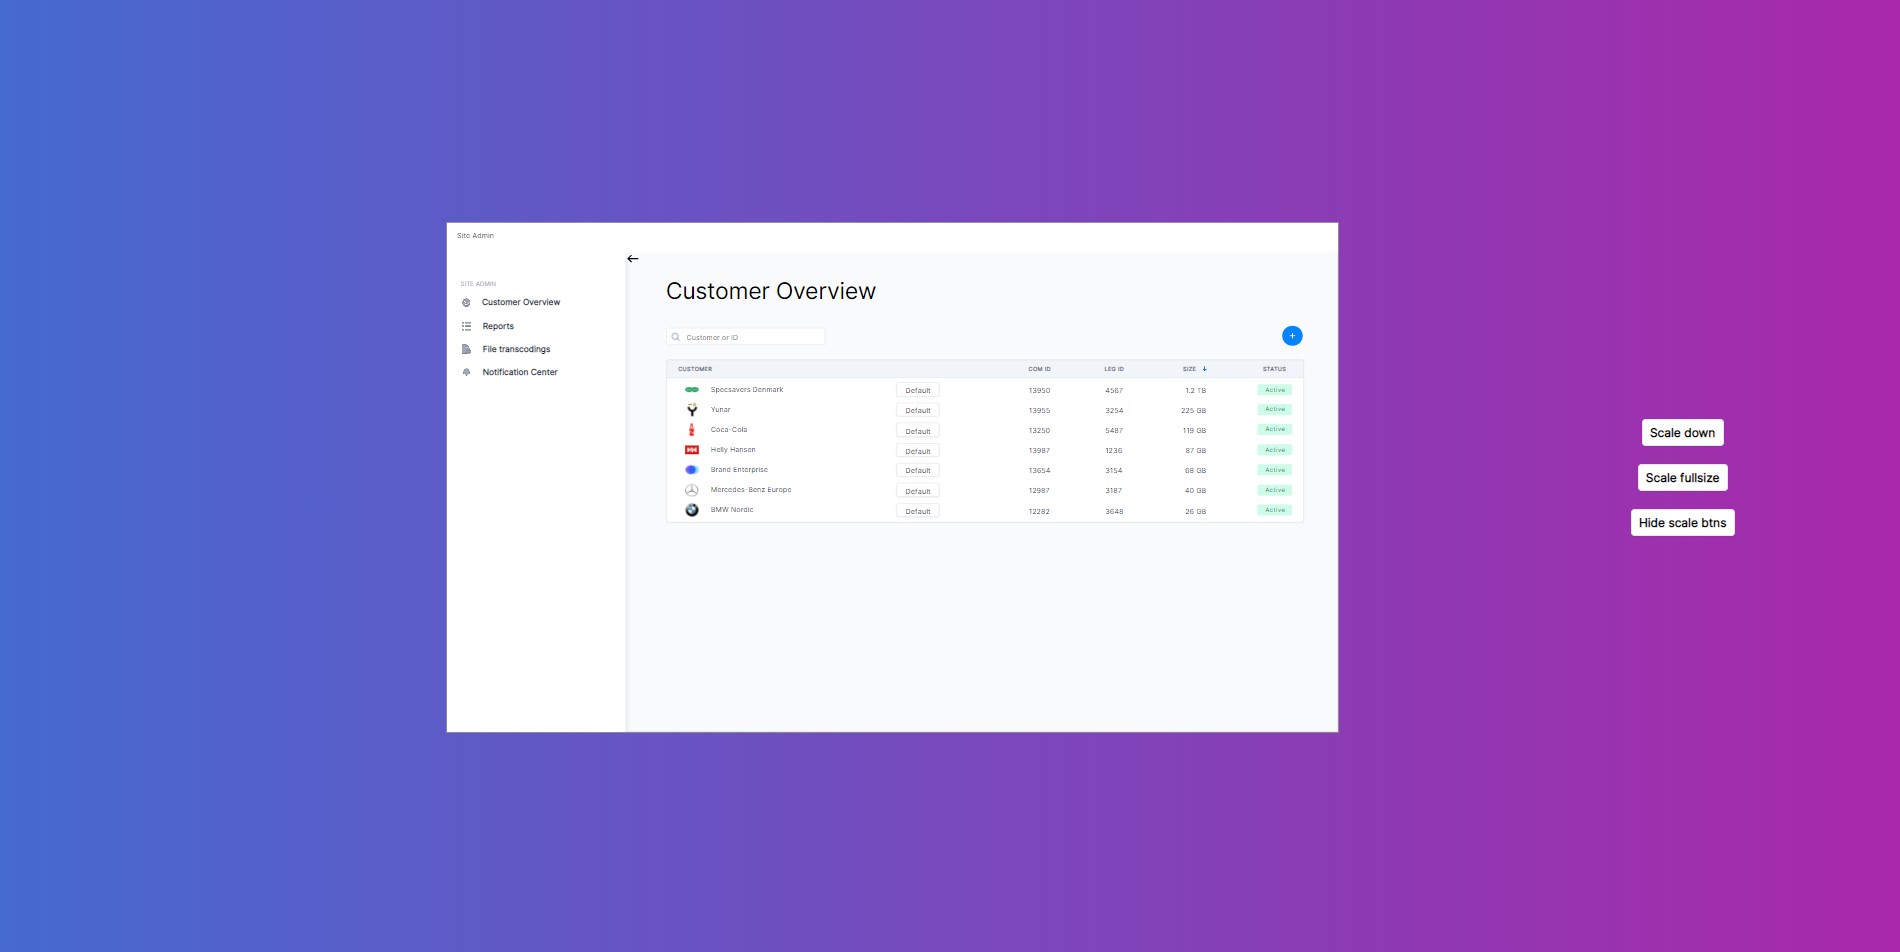 Site Admin
SITE ADMIN
Customer Overview
Reports
File transcodings
Notification Center
Customer Overview
Customer or ID
+
CUSTOMER COM ID LEG ID SIZE ↓ STATUS
Specsavers Denmark Default 13950 4567 1.2 TB Active
Yunar Default 13955 3254 225 GB Active
Coca-Cola Default 13250 5487 119 GB Active
Helly Hansen Default 13987 1236 87 GB Active
Brand Enterprise Default 13654 3154 68 GB Active
Mercedes-Benz Europe Default 12987 3187 40 GB Active
BMW Nordic Default 12282 3648 26 GB Active
Scale down
Scale fullsize
Hide scale btns